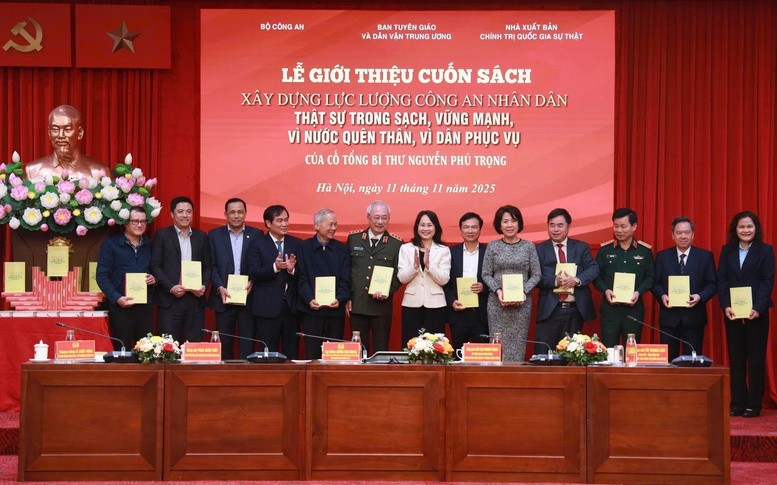 BỘ CÔNG AN
BAN TUYÊN GIÁO
VÀ DÂN VẬN TRUNG ƯƠNG
NHÀ XUẤT BẢN
CHÍNH TRỊ QUỐC GIA SỰ THẬT
LỄ GIỚI THIỆU CUỐN SÁCH
XÂY DỰNG LỰC LƯỢNG CÔNG AN NHÂN DÂN
THẬT SỰ TRONG SẠCH, VỮNG MẠNH,
VÌ NƯỚC QUÊN THÂN, VÌ DÂN PHỤC VỤ
CỦA CỐ TỔNG BÍ THƯ NGUYỄN PHÚ TRỌNG
Hà Nội, ngày 11 tháng 11 năm 2025